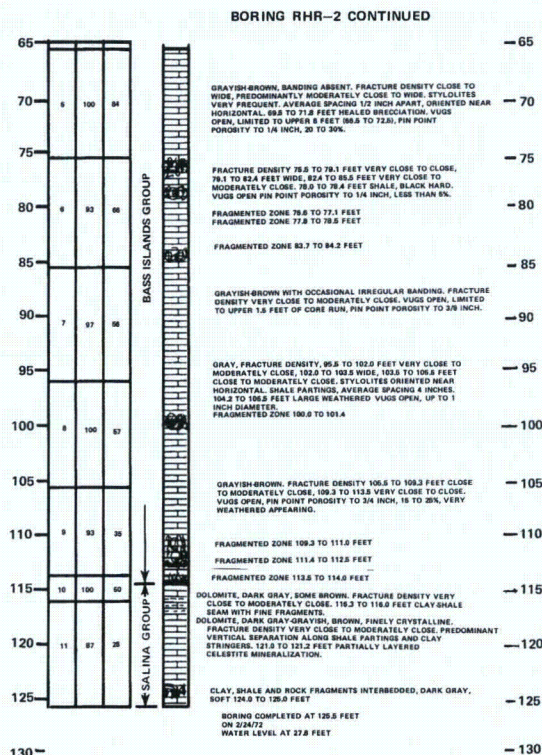 BORING RHR-2 CONTINUED
65
70
75
80
85
90
95
100
105
110
115
120
125
130
5 100 84
6 93 66
7 97 58
8 100 57
9 93 35
10 100 60
11 87 25
BASS ISLANDS GROUP
SALINA GROUP
GRAYISH-BROWN, BANDING ABSENT. FRACTURE DENSITY CLOSE TO
WIDE, PREDOMINANTLY MODERATELY CLOSE TO WIDE. STYLOLITES
VERY FREQUENT. AVERAGE SPACING 1/2 INCH APART, ORIENTED NEAR
HORIZONTAL. 69.5 TO 71.8 FEET HEALED BRECCIATION. VUGS
OPEN, LIMITED TO UPPER 6 FEET (66.5 TO 72.5), PIN POINT
POROSITY TO 1/4 INCH, 20 TO 30%.
FRACTURE DENSITY 75.5 TO 79.1 FEET VERY CLOSE TO CLOSE,
79.1 TO 82.4 FEET WIDE, 82.4 TO 85.5 FEET VERY CLOSE TO
MODERATELY CLOSE. 78.0 TO 78.4 FEET SHALE, BLACK HARD.
VUGS OPEN PIN POINT POROSITY TO 1/4 INCH, LESS THAN 5%.
FRAGMENTED ZONE 76.6 TO 77.1 FEET
FRAGMENTED ZONE 77.8 TO 78.5 FEET
FRAGMENTED ZONE 83.7 TO 84.2 FEET
GRAYISH-BROWN WITH OCCASIONAL IRREGULAR BANDING. FRACTURE
DENSITY VERY CLOSE TO MODERATELY CLOSE. VUGS OPEN, LIMITED
TO UPPER 1.5 FEET OF CORE RUN, PIN POINT POROSITY TO 3/8 INCH.
GRAY, FRACTURE DENSITY, 95.5 TO 102.0 FEET VERY CLOSE TO
MODERATELY CLOSE, 102.0 TO 103.5 WIDE, 103.5 TO 105.5 FEET
CLOSE TO MODERATELY CLOSE. STYLOLITES ORIENTED NEAR
HORIZONTAL. SHALE PARTINGS, AVERAGE SPACING 4 INCHES.
104.2 TO 105.5 FEET LARGE WEATHERED VUGS OPEN, UP TO 1
INCH DIAMETER.
FRAGMENTED ZONE 100.0 TO 101.4
GRAYISH-BROWN. FRACTURE DENSITY 105.5 TO 109.3 FEET CLOSE
TO MODERATELY CLOSE, 109.3 TO 113.5 VERY CLOSE TO CLOSE.
VUGS OPEN, PIN POINT POROSITY TO 3/4 INCH, 15 TO 25%, VERY
WEATHERED APPEARING.
FRAGMENTED ZONE 109.3 TO 111.0 FEET
FRAGMENTED ZONE 111.4 TO 112.5 FEET
FRAGMENTED ZONE 113.5 TO 114.0 FEET
DOLOMITE, DARK GRAY, SOME BROWN. FRACTURE DENSITY VERY
CLOSE TO MODERATELY CLOSE. TO 116.0 FEET CLAY-SHALE
SEAM WITH FINE FRAGMENTS.
DOLOMITE, DARK GRAY-GRAYISH, BROWN, FINELY CRYSTALLINE.
FRACTURE DENSITY VERY CLOSE TO MODERATELY CLOSE. PREDOMINANT
VERTICAL SEPARATION ALONG SHALE PARTINGS AND CLAY
STRINGERS. 121.0 TO 121.2 FEET PARTIALLY LAYERED
CELESTITE MINERALIZATION.
CLAY, SHALE AND ROCK FRAGMENTS INTERBEDDED, DARK GRAY,
SOFT 124.0 TO 125.0 FEET
BORING COMPLETED AT 125.5 FEET
ON 2/24/72
WATER LEVEL AT 27.8 FEET
65
70
75
80
85
90
95
100
105
110
115
120
125
130